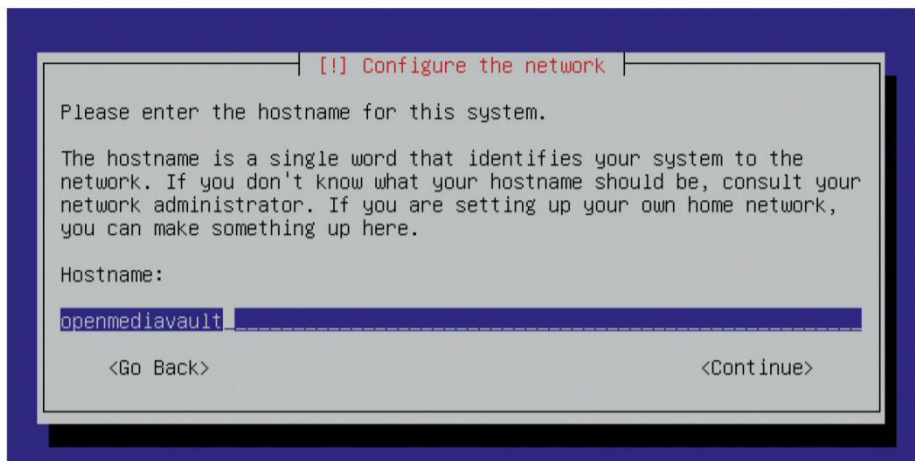 [!] Configure the network
Please enter the hostname for this system.
The hostname is a single word that identifies your system to the
network. If you don't know what your hostname should be, consult your
network administrator. If you are setting up your own home network,
you can make something up here.
Hostname:
openmediavault
<Go Back> <Continue>